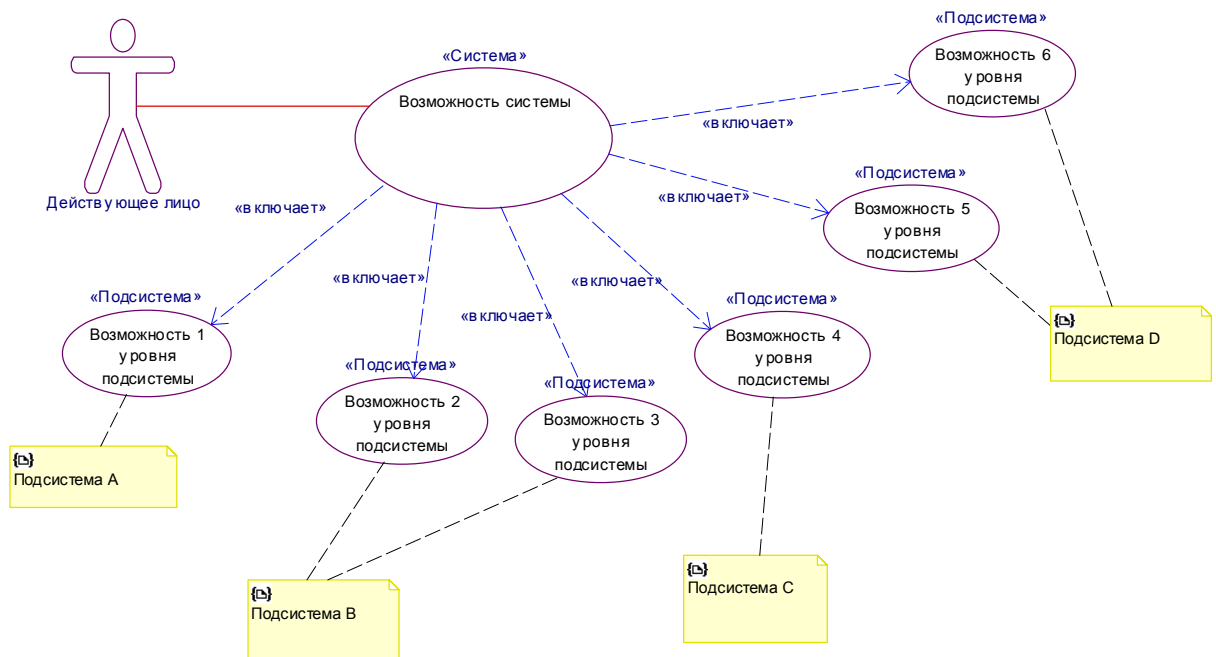 «Подсистема»
Возможность 6
уровня
подсистемы
«Система»
Возможность системы
«включает»
Действующее лицо
«Подсистема»
Возможность 5
уровня
подсистемы
«включает»
«включает»
«включает»
«включает»
«включает»
«Подсистема»
Возможность 1
уровня
подсистемы
«Подсистема»
Возможность 2
уровня
подсистемы
«Подсистема»
Возможность 3
уровня
подсистемы
«Подсистема»
Возможность 4
уровня
подсистемы
Подсистема D
Подсистема A
Подсистема B
Подсистема C